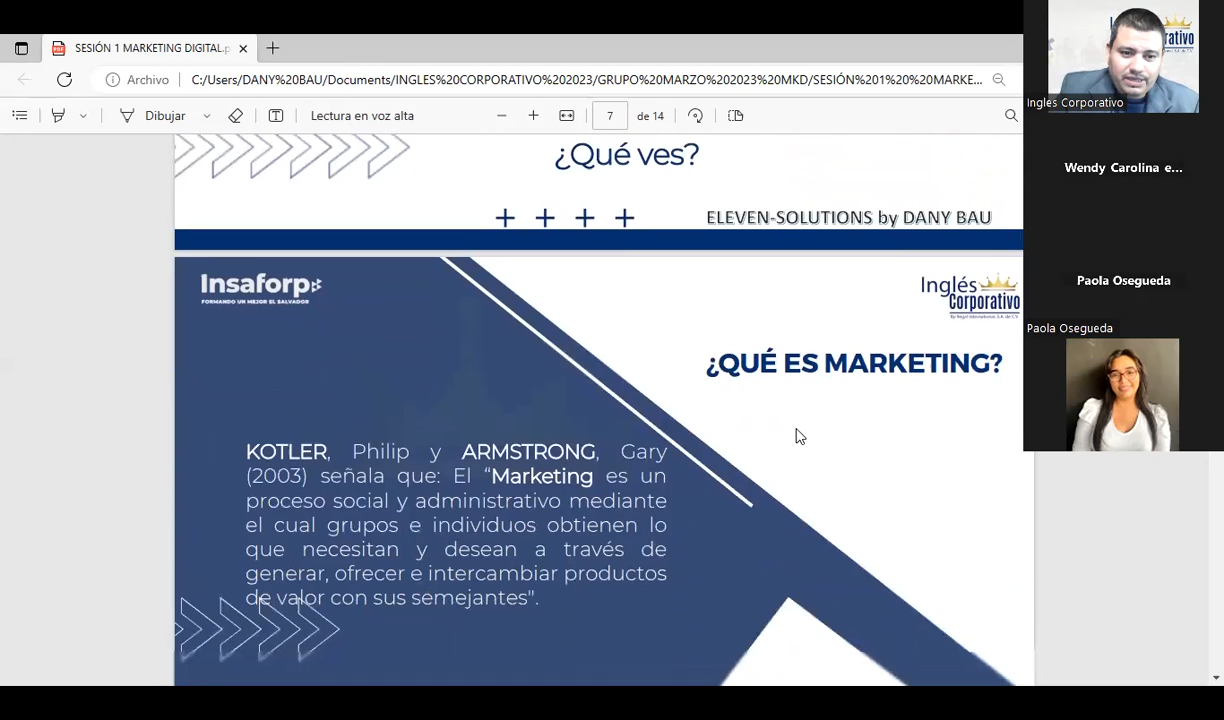 SESIÓN 1 MARKETING DIGITAL.p
Archivo
C:/Users/DANY%20BAU/Documents/INGLES%20CORPORATIVO%202023/GRUPO%20MARZO%202023%20MKD/SESIÓN%201%20%20MARKE...
Dibujar
Lectura en voz alta
7
de 14
¿Qué ves?
ELEVEN-SOLUTIONS by DANY BAU
Insaforp
FORMANDO UN MEJOR EL SALVADOR
Inglés
Corporativo
¿QUÉ ES MARKETING?
KOTLER, Philip y ARMSTRONG, Gary
(2003) señala que: El “Marketing es un
proceso social y administrativo mediante
el cual grupos e individuos obtienen lo
que necesitan y desean a través de
generar, ofrecer e intercambiar productos
de valor con sus semejantes".
Inglés Corporativo
Wendy Carolina e...
Paola Osegueda
Paola Osegueda